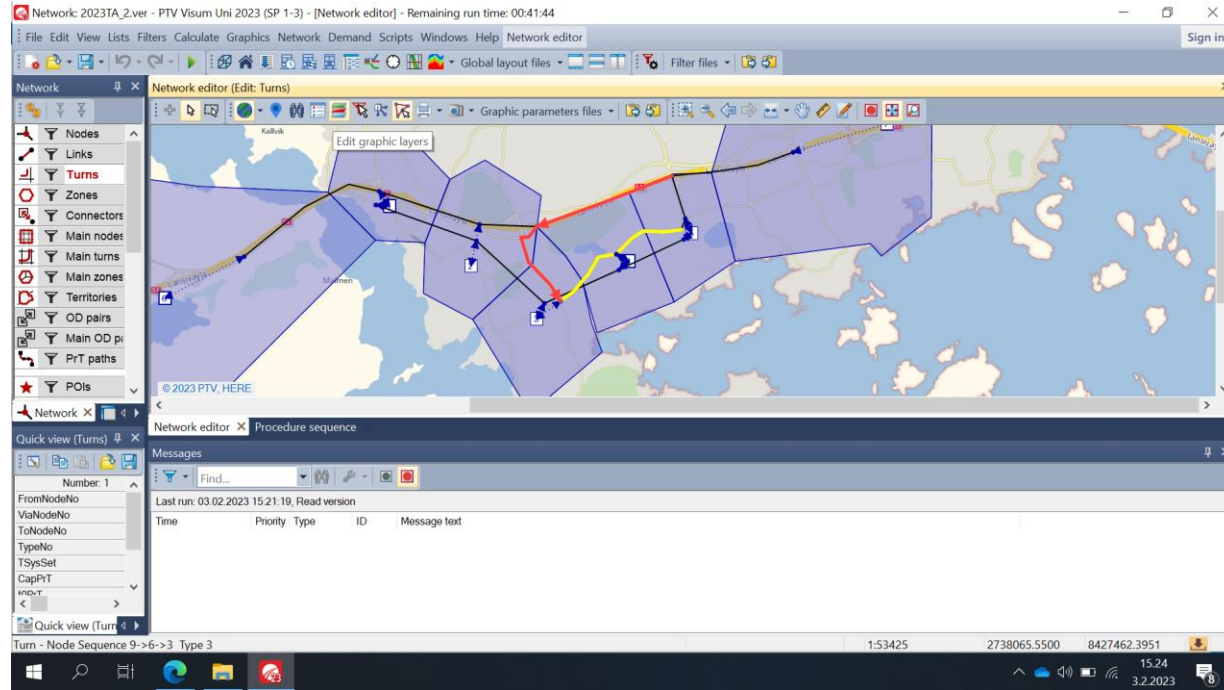 Network: 2023TA_2.ver - PTV Visum Uni 2023 (SP 1-3) - [Network editor] - Remaining run time: 00:41:44
File Edit View Lists Filters Calculate Graphics Network Demand Scripts Windows Help Network editor
Sign in
Global layout files
Filter files
Network
Network editor (Edit: Turns)
Graphic parameters files
Edit graphic layers
Nodes
Links
Turns
Zones
Connectors
Main nodes
Main turns
Main zones
Territories
OD pairs
Main OD pa
PrT paths
POIs
Kallvik
Malmen
© 2023 PTV, HERE
Network
Network editor
Procedure sequence
Quick view (Turns)
Messages
Find...
Number: 1
FromNodeNo
ViaNodeNo
ToNodeNo
TypeNo
TSysSet
CapPrT
Last run: 03.02.2023 15:21:19, Read version
Time Priority Type ID Message text
Quick view (Turn
Turn - Node Sequence 9->6->3 Type 3
1:53425
2738065.5500
8427462.3951
15.24
3.2.2023
8